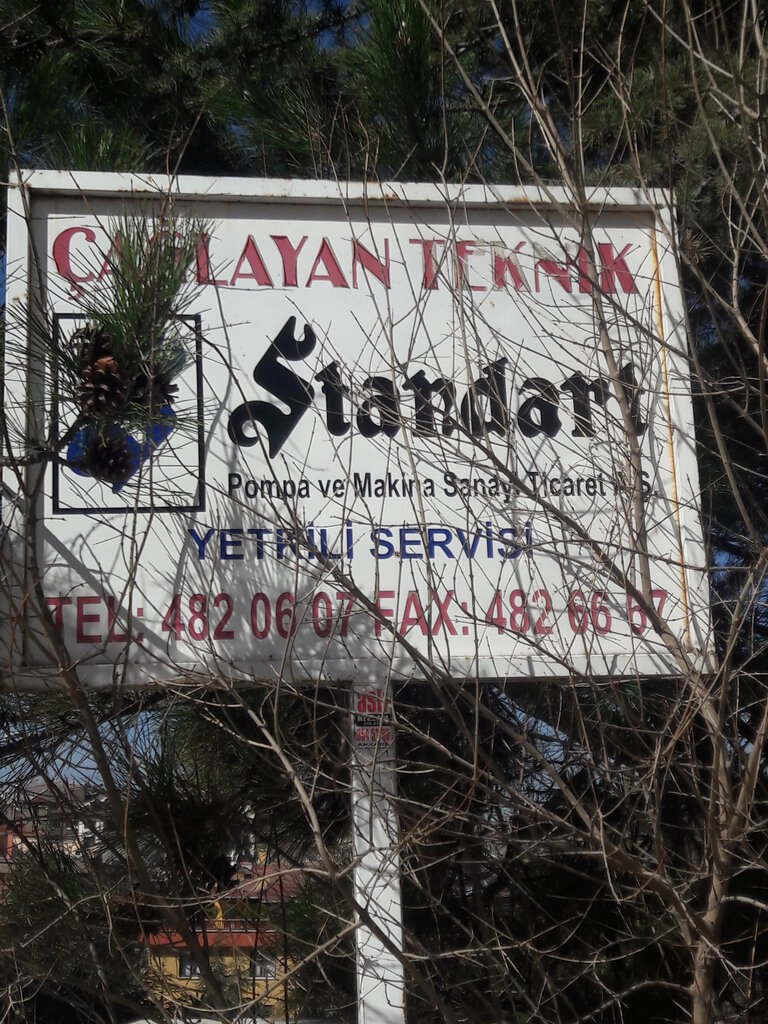 ÇAĞLAYAN TEKNİK
Standart
Pompa ve Makina Sanayi Ticaret A.Ş.
YETKİLİ SERVİSİ
TEL: 482 06 07 FAX: 482 66 67
asil